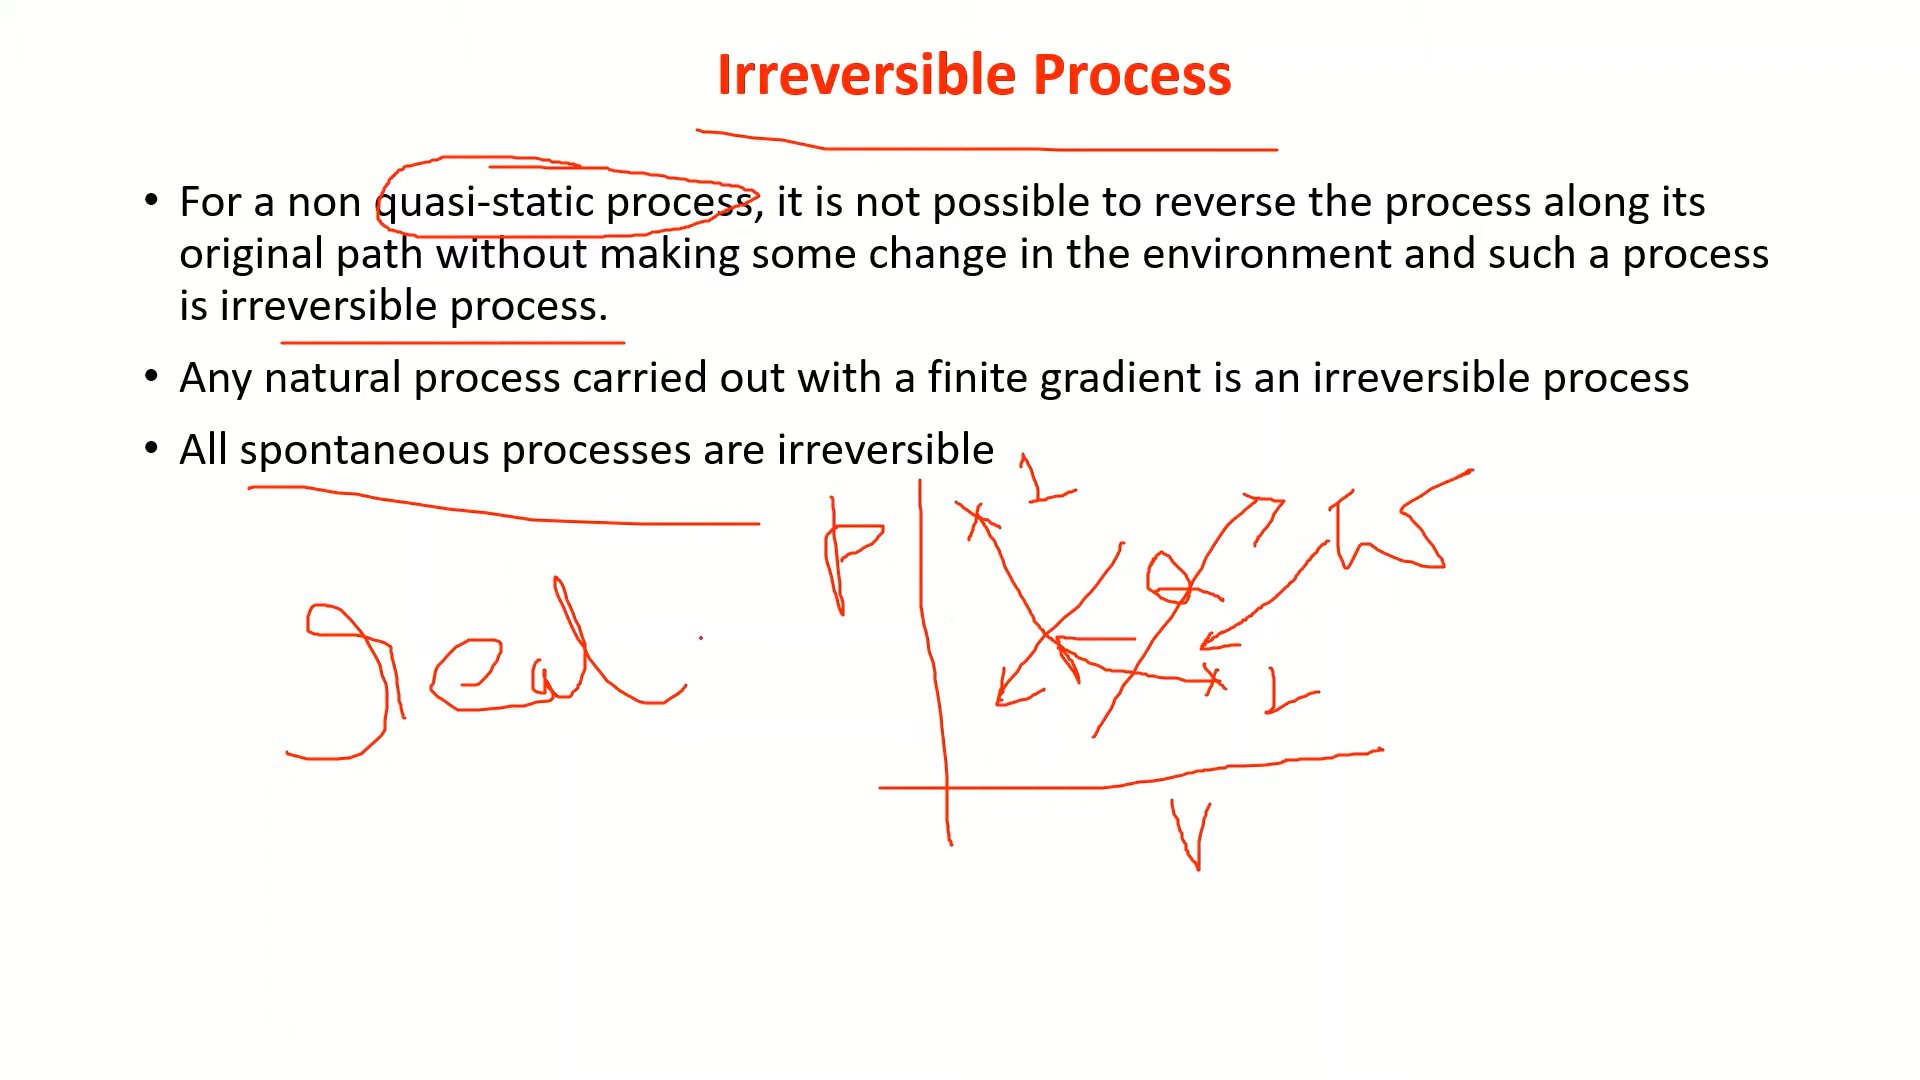 Irreversible Process
• For a non quasi-static process, it is not possible to reverse the process along its
original path without making some change in the environment and such a process
is irreversible process.
• Any natural process carried out with a finite gradient is an irreversible process
• All spontaneous processes are irreversible
1
P
real
V